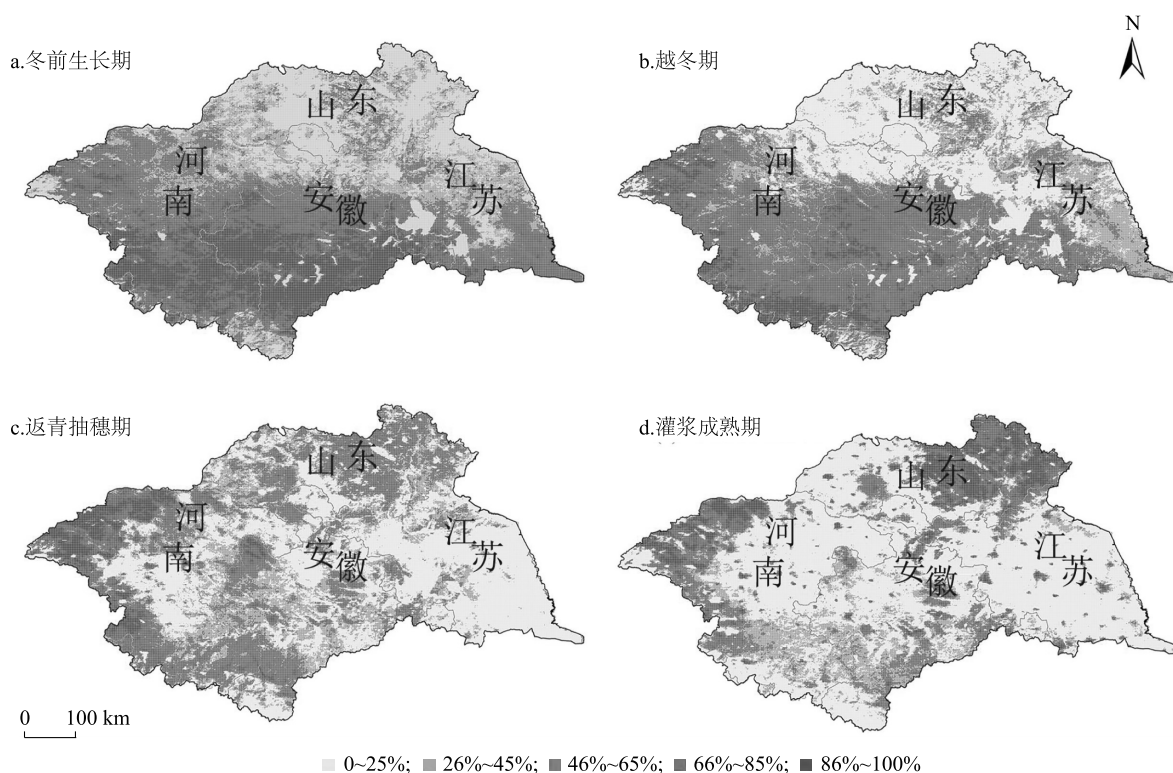 N
a.冬前生长期
b.越冬期
山东
河南
安徽
江苏
山东
河南
安徽
江苏
c.返青抽穗期
d.灌浆成熟期
山东
河南
安徽
江苏
山东
河南
安徽
江苏
0 100 km
0~25%; 26%~45%; 46%~65%; 66%~85%; 86%~100%